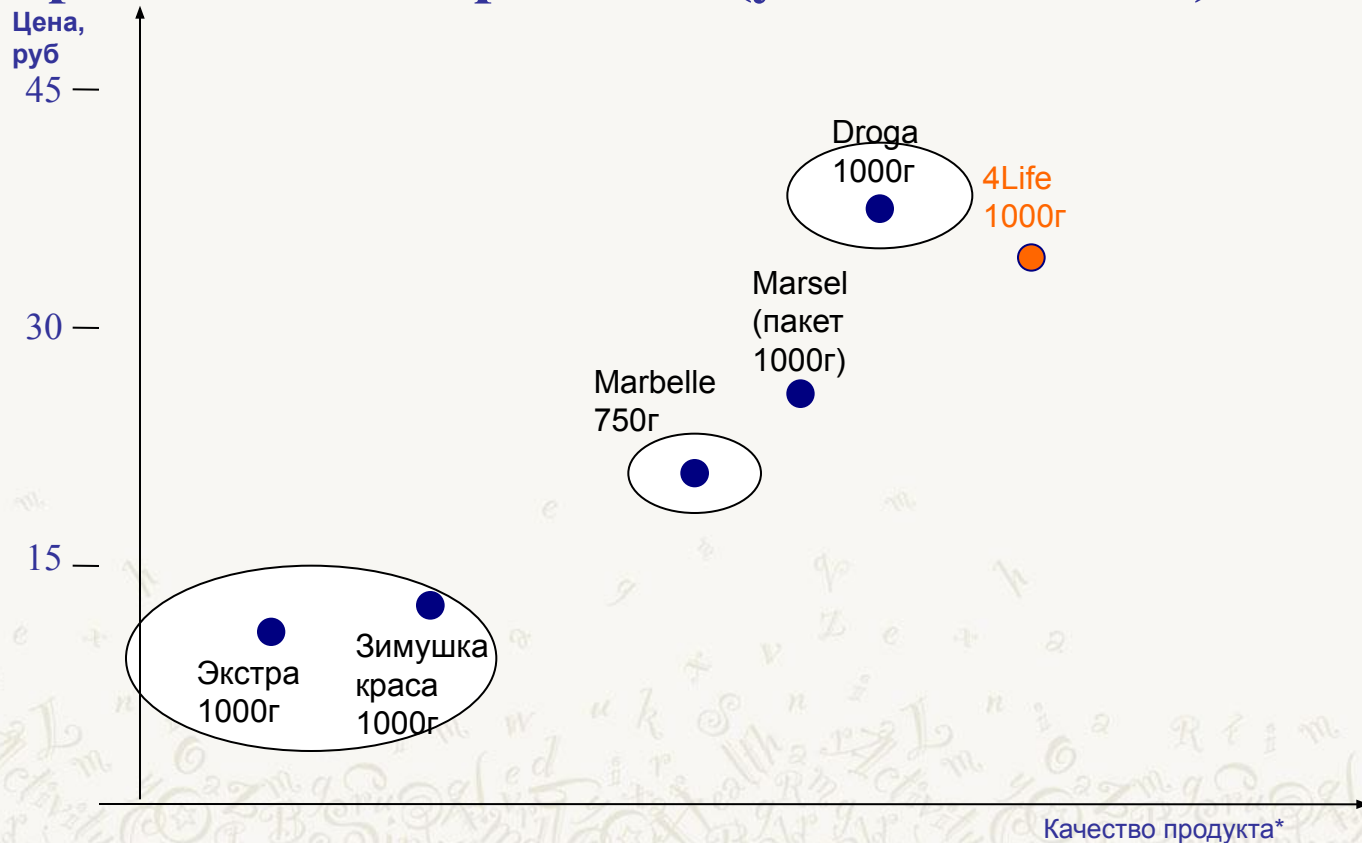 Цена,
руб
45
Droga
1000г
4Life
1000г
30
Marsel
(пакет
1000г)
Marbelle
750г
15
Экстра
1000г
Зимушка
краса
1000г
Качество продукта*